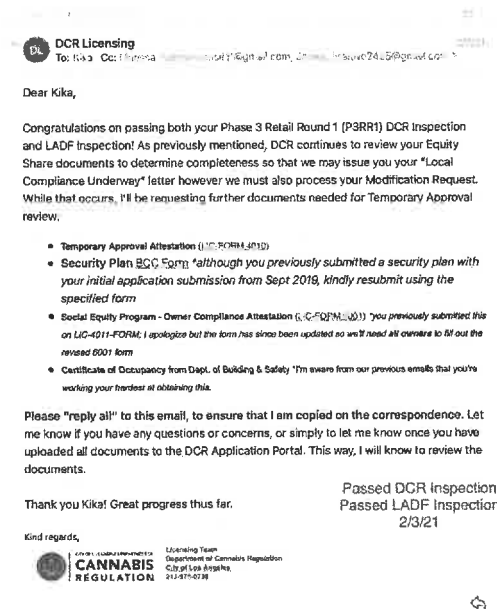 DL
DCR Licensing
To: Kika Cc:
Dear Kika,
Congratulations on passing both your Phase 3 Retail Round 1 (P3RR1) DCR Inspection
and LADF Inspection! As previously mentioned, DCR continues to review your Equity
Share documents to determine completeness so that we may issue you your "Local
Compliance Underway" letter however we must also process your Modification Request.
While that occurs, I'll be requesting further documents needed for Temporary Approval
review.
• Temporary Approval Attestation (LIC-FORM-4010)
• Security Plan BCC Form *although you previously submitted a security plan with
your initial application submission from Sept 2019, kindly resubmit using the
specified form
• Social Equity Program - Owner Compliance Attestation *you previously submitted this
on LIC-4011-FORM; I apologize but the form has since been updated so we'll need all owners to fill out the
revised 6001 form
• Certificate of Occupancy from Dept. of Building & Safety *I'm aware from our previous emails that you're
working your hardest at obtaining this.
Please "reply all" to this email, to ensure that I am copied on the correspondence. Let
me know if you have any questions or concerns, or simply to let me know once you have
uploaded all documents to the DCR Application Portal. This way, I will know to review the
documents.
Thank you Kika! Great progress thus far.
Passed DCR Inspection
Passed LADF Inspection
2/3/21
Kind regards,
CANNABIS
REGULATION
Licensing Team
Department of Cannabis Regulation
City of Los Angeles